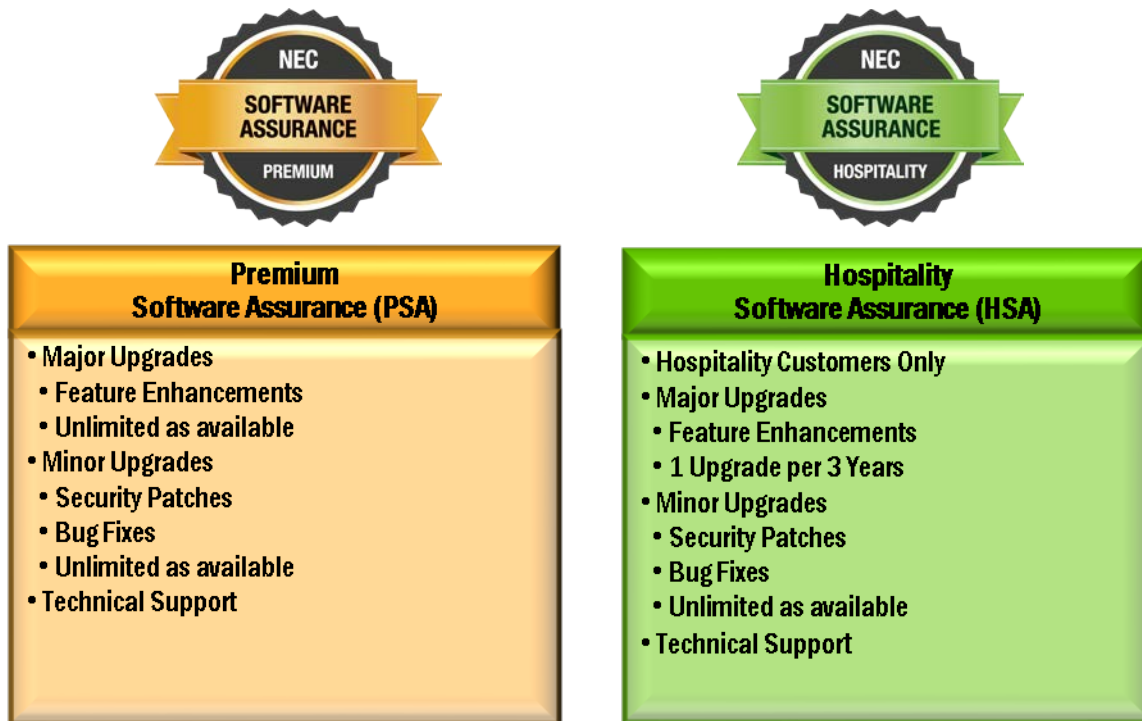 NEC
SOFTWARE
ASSURANCE
PREMIUM
Premium
Software Assurance (PSA)
• Major Upgrades
• Feature Enhancements
• Unlimited as available
• Minor Upgrades
• Security Patches
• Bug Fixes
• Unlimited as available
• Technical Support
NEC
SOFTWARE
ASSURANCE
HOSPITALITY
Hospitality
Software Assurance (HSA)
• Hospitality Customers Only
• Major Upgrades
• Feature Enhancements
• 1 Upgrade per 3 Years
• Minor Upgrades
• Security Patches
• Bug Fixes
• Unlimited as available
• Technical Support